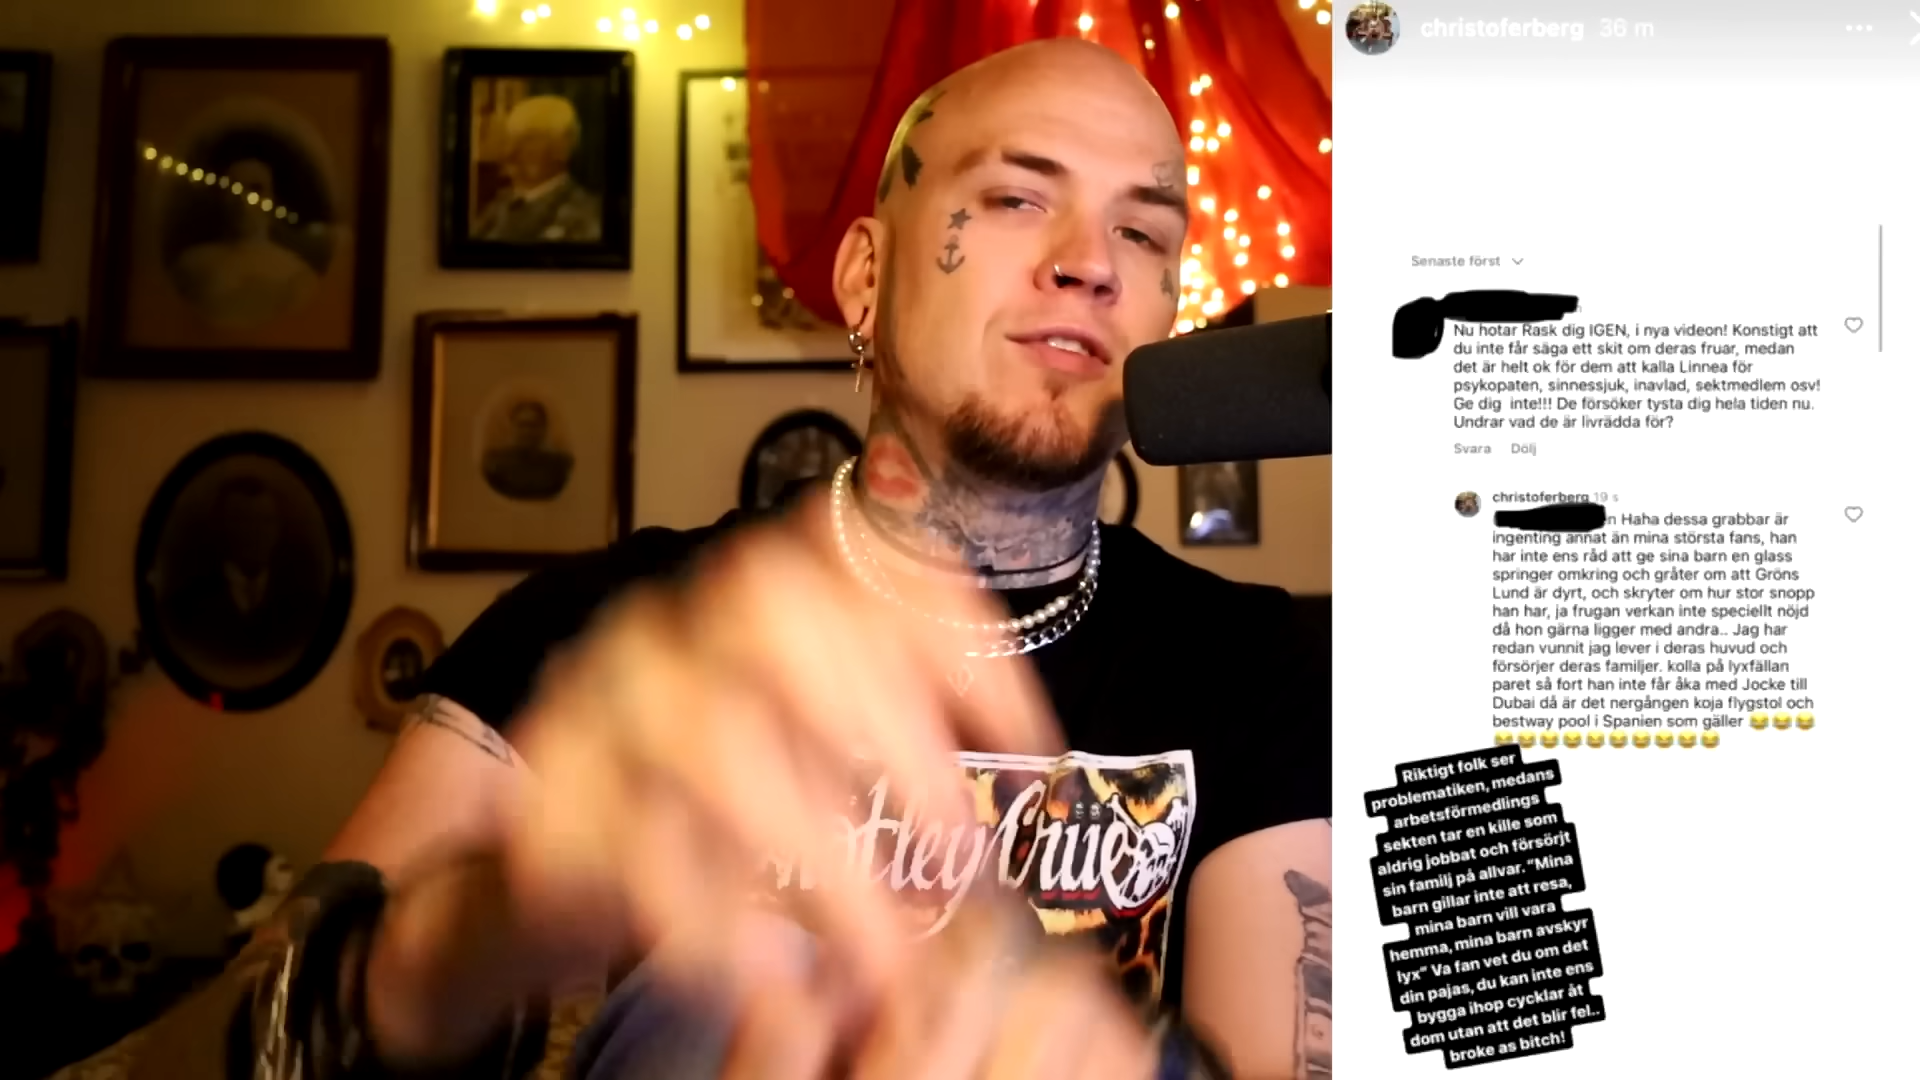 christoferberg 36 m
Senaste först
Nu hotar Rask dig IGEN, i nya videon! Konstigt att
du inte får säga ett skit om deras fruar, medan
det är helt ok för dem att kalla Linnea för
psykopaten, sinnessjuk, inavlad, sektmedlem osv!
Ge dig inte!!! De försöker tysta dig hela tiden nu.
Undrar vad de är livrädda för?
Svara Dölj
christoferberg 19 s
n Haha dessa grabbar är
ingenting annat än mina största fans, han
har inte ens råd att ge sina barn en glass
springer omkring och gråter om att Gröns
Lund är dyrt, och skryter om hur stor snopp
han har, ja frugan verkan inte speciellt nöjd
då hon gärna ligger med andra.. Jag har
redan vunnit jag lever i deras huvud och
försörjer deras familjer. kolla på lyxfällan
paret så fort han inte får åka med Jocke till
Dubai då är det nergången koja flygstol och
bestway pool i Spanien som gäller 😂😂😂
😂😂😂😂😂😂😂😂😂😂
Riktigt folk ser
problematiken, medans
arbetsförmedlings
sekten tar en kille som
aldrig jobbat och försörjt
sin familj på allvar. "Mina
barn gillar inte att resa,
mina barn vill vara
hemma, mina barn avskyr
lyx" Va fan vet du om det
din pajas, du kan inte ens
bygga ihop cycklar åt
dom utan att det blir fel..
broke as bitch!
Mötley Crüe